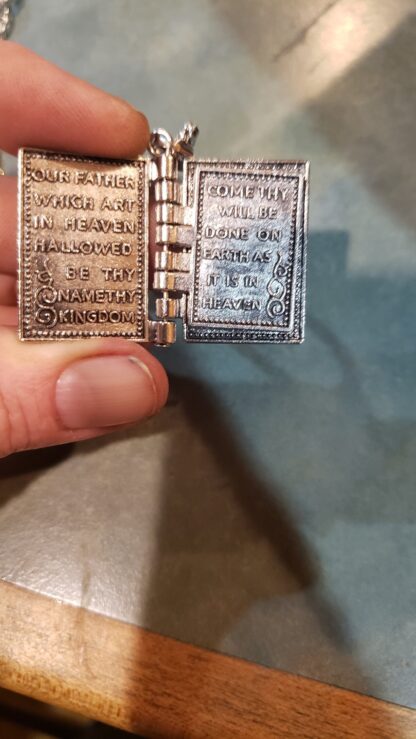 OUR FATHER
WHICH ART
IN HEAVEN
HALLOWED
BE THY
NAMETHY
KINGDOM
COME THY
WILL BE
DONE ON
EARTH AS
IT IS IN
HEAVEN